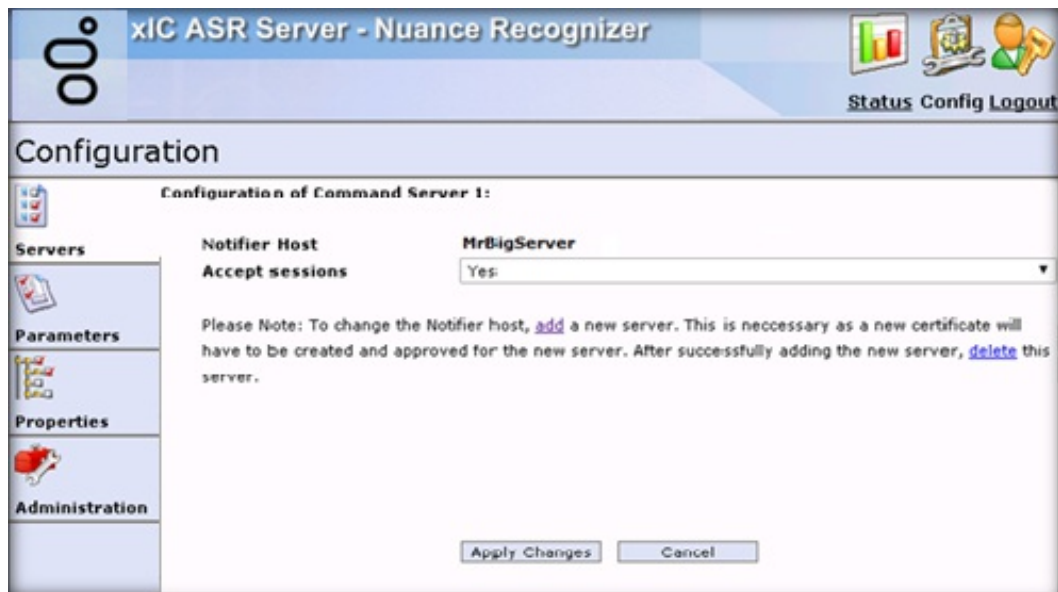 xIC ASR Server - Nuance Recognizer
Status Config Logout
Configuration
Configuration of Command Server 1:
Servers
Notifier Host MrBigServer
Accept sessions Yes
Parameters
Please Note: To change the Notifier host, add a new server. This is neccessary as a new certificate will
have to be created and approved for the new server. After successfully adding the new server, delete this
server.
Properties
Administration
Apply Changes Cancel